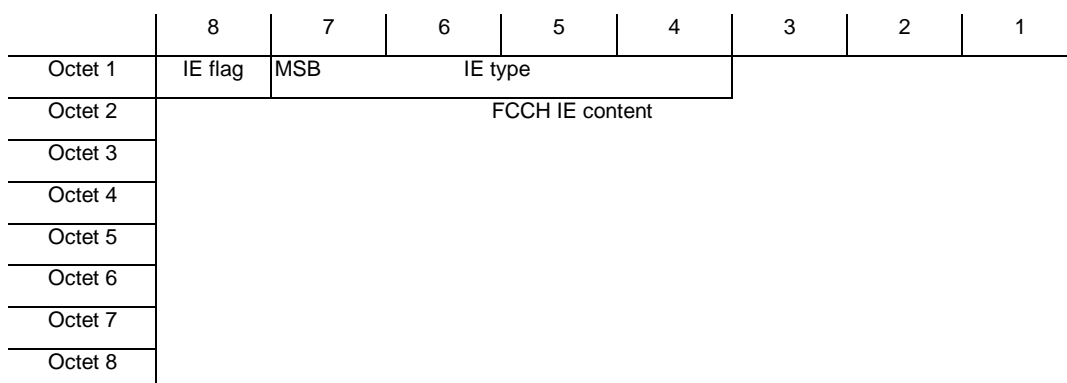 8 7 6 5 4 3 2 1
Octet 1 IE flag MSB IE type
Octet 2 FCCH IE content
Octet 3
Octet 4
Octet 5
Octet 6
Octet 7
Octet 8